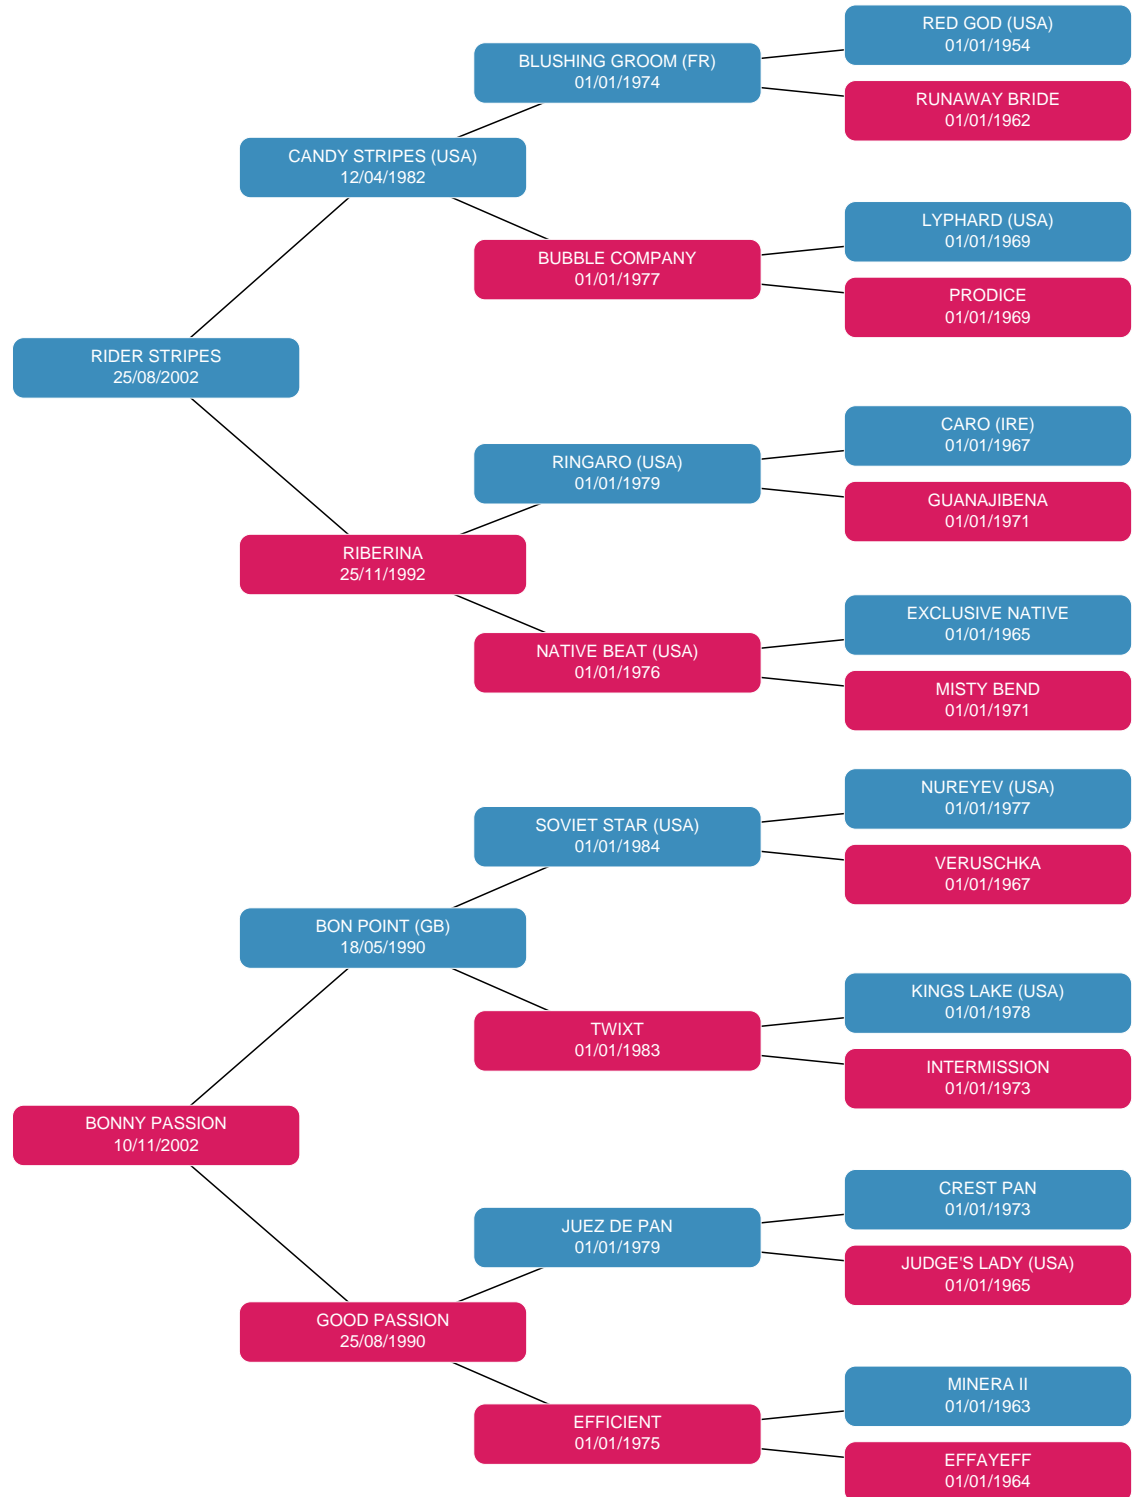 RED GOD (USA)
01/01/1954
BLUSHING GROOM (FR)
01/01/1974
RUNAWAY BRIDE
01/01/1962
CANDY STRIPES (USA)
12/04/1982
LYPHARD (USA)
01/01/1969
BUBBLE COMPANY
01/01/1977
PRODICE
01/01/1969
RIDER STRIPES
25/08/2002
CARO (IRE)
01/01/1967
RINGARO (USA)
01/01/1979
GUANAJIBENA
01/01/1971
RIBERINA
25/11/1992
EXCLUSIVE NATIVE
01/01/1965
NATIVE BEAT (USA)
01/01/1976
MISTY BEND
01/01/1971
NUREYEV (USA)
01/01/1977
SOVIET STAR (USA)
01/01/1984
VERUSCHKA
01/01/1967
BON POINT (GB)
18/05/1990
KINGS LAKE (USA)
01/01/1978
TWIXT
01/01/1983
INTERMISSION
01/01/1973
BONNY PASSION
10/11/2002
CREST PAN
01/01/1973
JUEZ DE PAN
01/01/1979
JUDGE'S LADY (USA)
01/01/1965
GOOD PASSION
25/08/1990
MINERA II
01/01/1963
EFFICIENT
01/01/1975
EFFAYEFF
01/01/1964